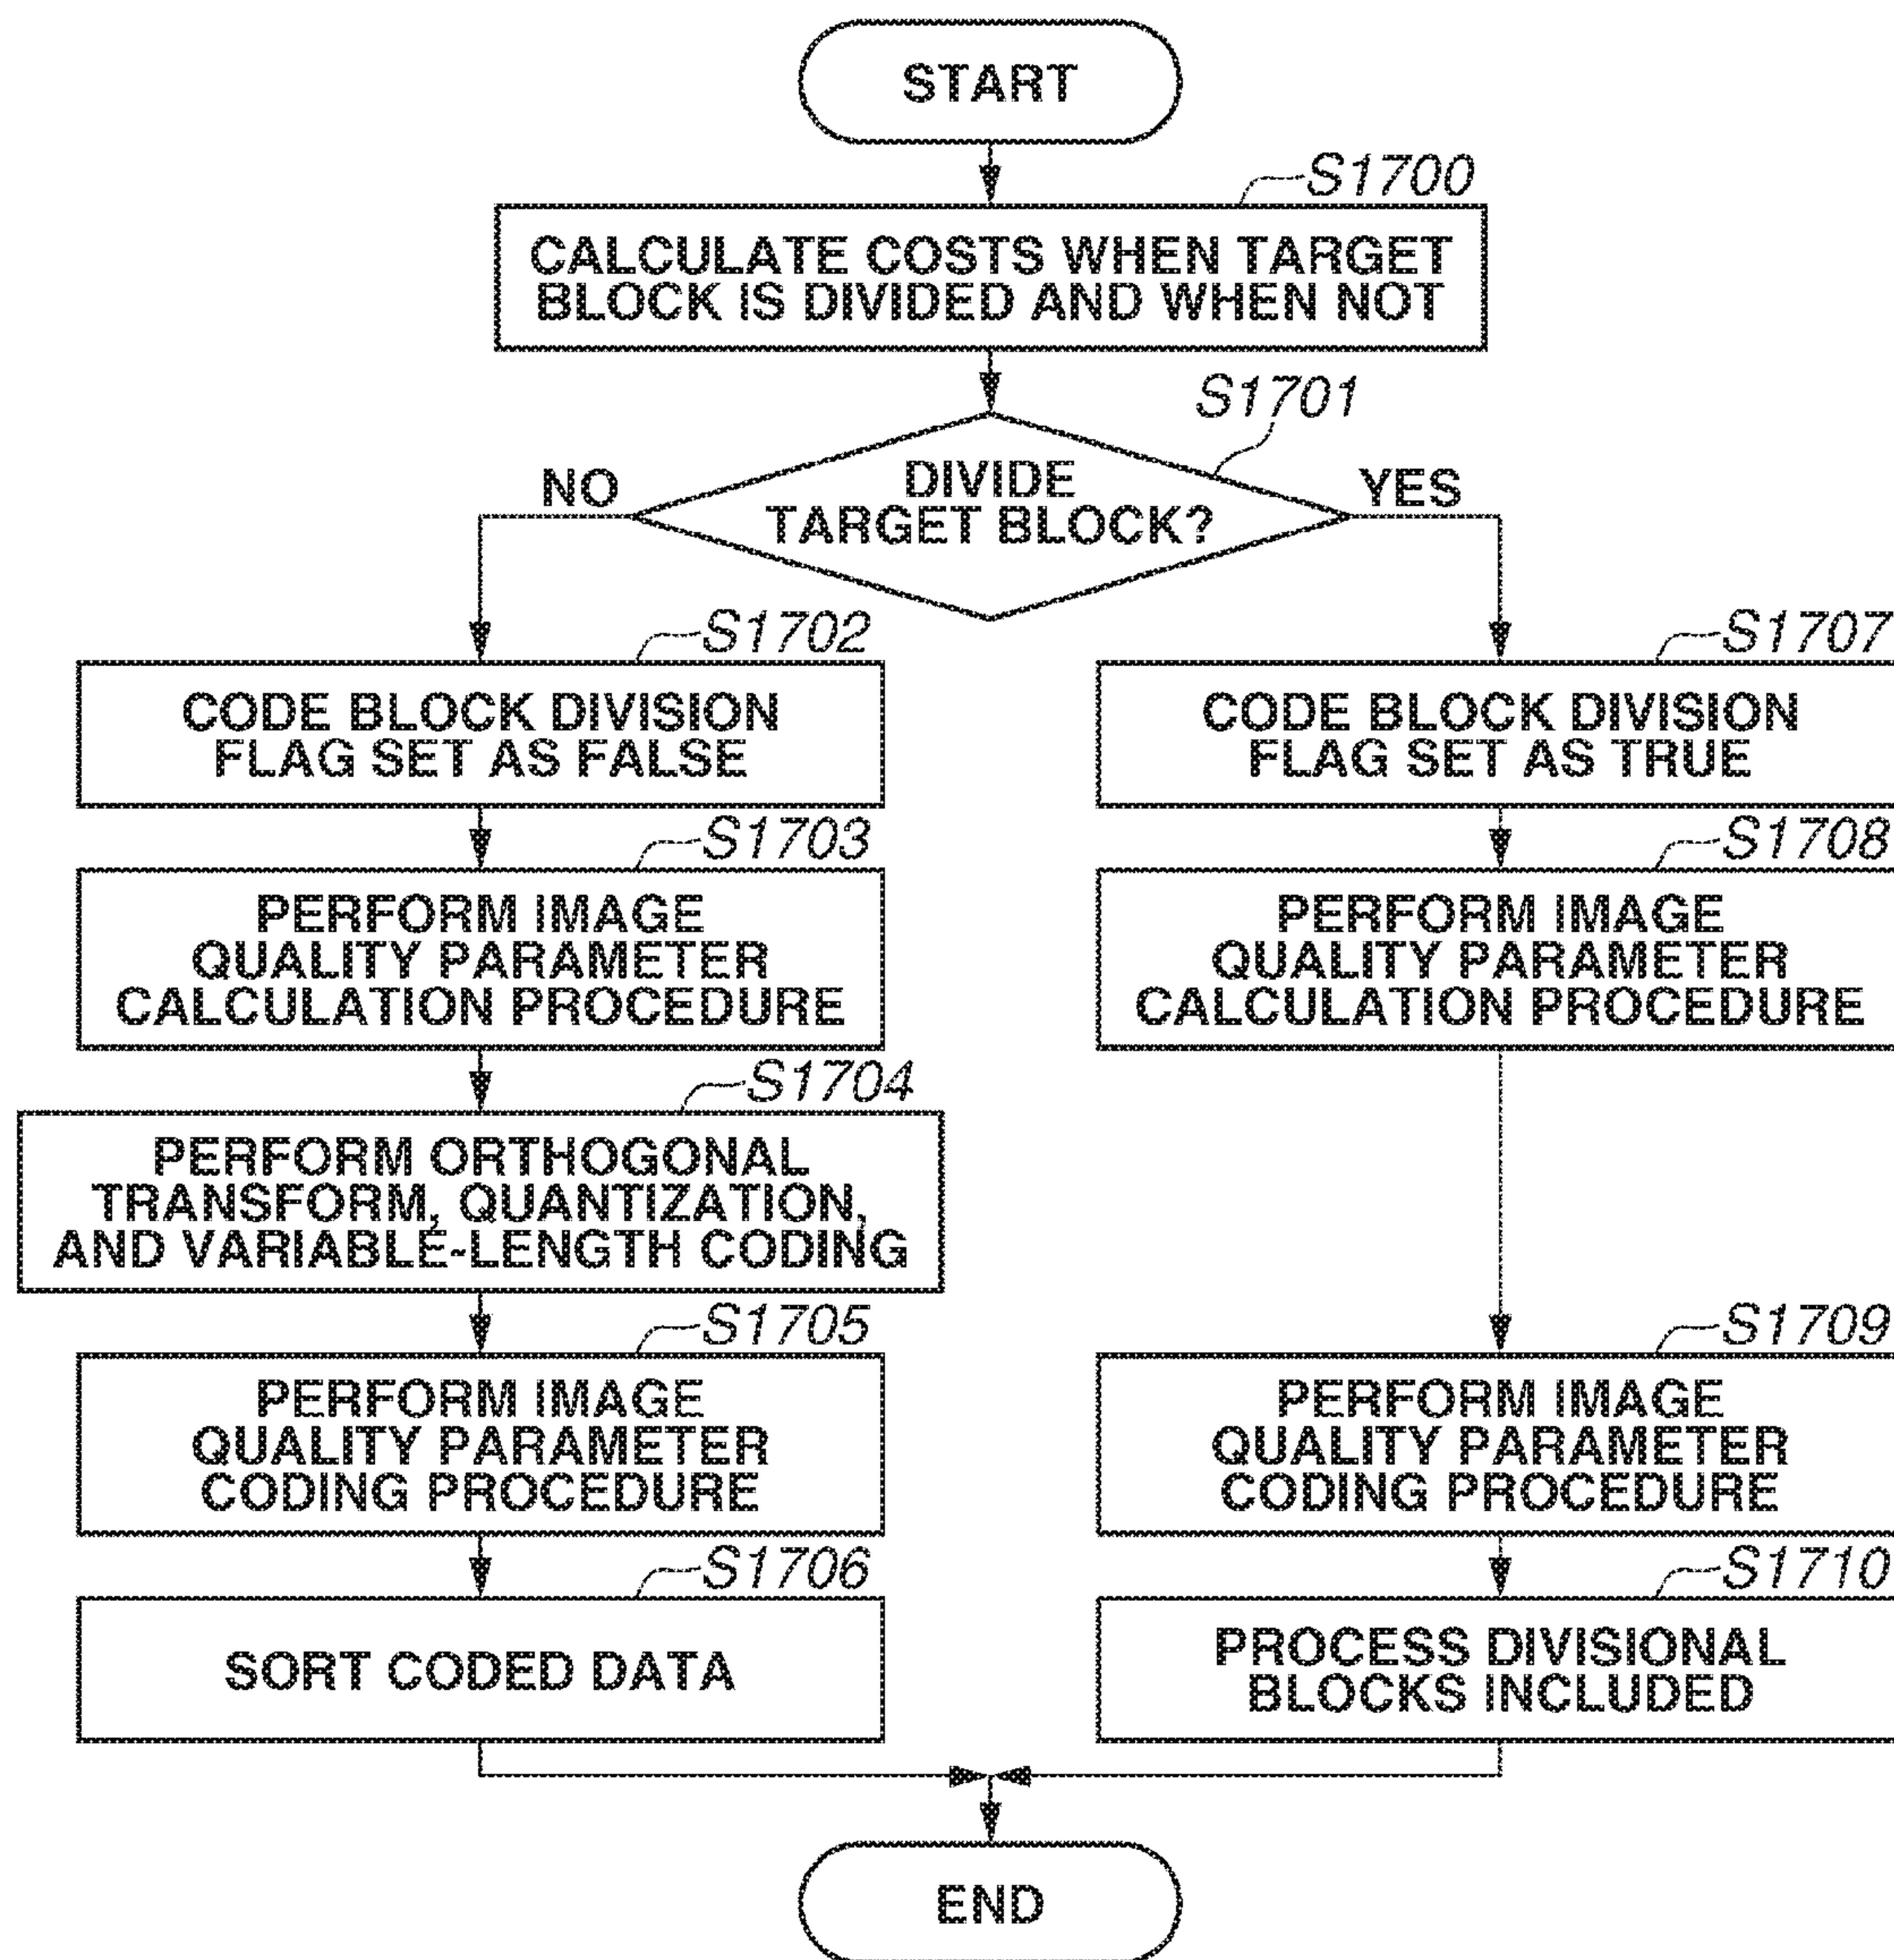 START
S1700
CALCULATE COSTS WHEN TARGET
BLOCK IS DIVIDED AND WHEN NOT
S1701
DIVIDE
TARGET BLOCK?
NO
YES
S1702
CODE BLOCK DIVISION
FLAG SET AS FALSE
S1703
PERFORM IMAGE
QUALITY PARAMETER
CALCULATION PROCEDURE
S1704
PERFORM ORTHOGONAL
TRANSFORM, QUANTIZATION,
AND VARIABLE-LENGTH CODING
S1705
PERFORM IMAGE
QUALITY PARAMETER
CODING PROCEDURE
S1706
SORT CODED DATA
S1707
CODE BLOCK DIVISION
FLAG SET AS TRUE
S1708
PERFORM IMAGE
QUALITY PARAMETER
CALCULATION PROCEDURE
S1709
PERFORM IMAGE
QUALITY PARAMETER
CODING PROCEDURE
S1710
PROCESS DIVISIONAL
BLOCKS INCLUDED
END